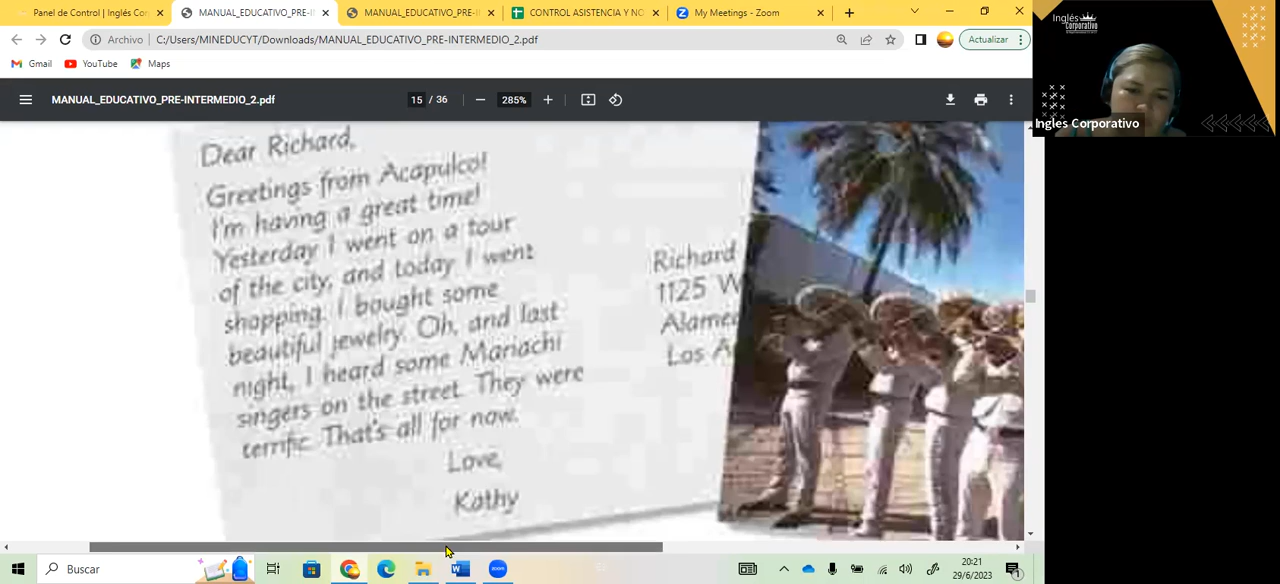 Panel de Control | Inglés Co
MANUAL_EDUCATIVO_PRE-I
MANUAL_EDUCATIVO_PRE-I
CONTROL ASISTENCIA Y NO
My Meetings - Zoom
Archivo
C:/Users/MINEDUCYT/Downloads/MANUAL_EDUCATIVO_PRE-INTERMEDIO_2.pdf
Actualizar
Gmail
YouTube
Maps
MANUAL_EDUCATIVO_PRE-INTERMEDIO_2.pdf
15 / 36
285%
Inglés
Corporativo
Ingles Corporativo
Dear Richard,
Greetings from Acapulco!
I'm having a great time!
Yesterday I went on a tour
of the city, and today I went
shopping. I bought some
beautiful jewelry. Oh, and last
night, I heard some Mariachi
singers on the street. They were
terrific. That's all for now.
Love,
Kathy
Richard
1125 W
Alamed
Los A
Buscar
20:21
29/6/2023